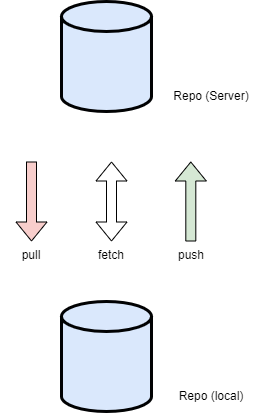 Repo (Server)
pull
fetch
push
Repo (local)